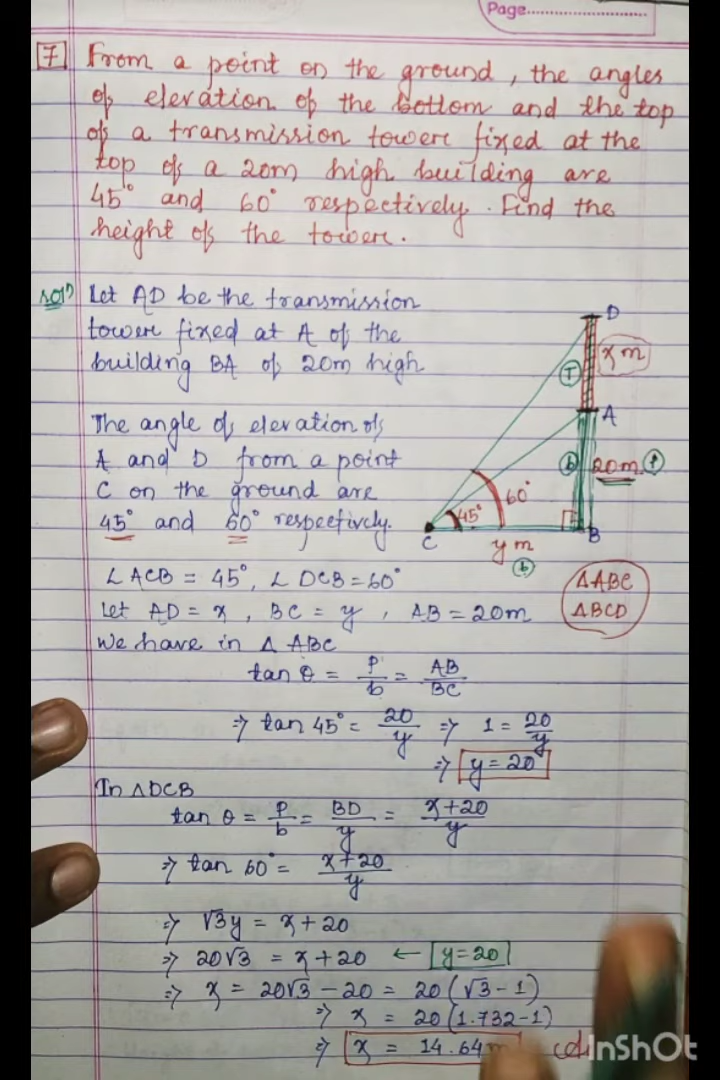 Page
7 From a point on the ground, the angles
of elevation of the bottom and the top
of a transmission tower fixed at the
top of a 20m high building are
45° and 60° respectively. Find the
height of the tower.
Solⁿ) Let AD be the transmission
tower fixed at A of the
building BA of 20m high
The angle of elevation of
A and D from a point
C on the ground are
45° and 60° respectively.
D
x m
T
A
b 20m P
60°
45°
C B
y m
b
∠ACB = 45°, ∠DCB = 60°
Let AD = x, BC = y, AB = 20m
△ABC
△BCD
We have in △ ABC
tan θ = P/b = AB/BC
⇒ tan 45° = 20/y ⇒ 1 = 20/y
⇒ y = 20
In △DCB
tan θ = P/b = BD/y = x+20/y
⇒ tan 60° = x+20/y
⇒ √3y = x+20
⇒ 20√3 = x+20 ← y=20
⇒ x = 20√3 - 20 = 20(√3 - 1)
⇒ x = 20(1.732-1)
⇒ x = 14.64m
InShOt